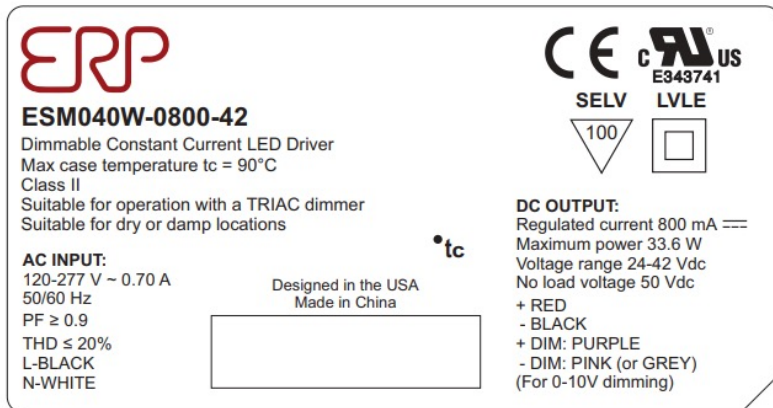 ERP
ESM040W-0800-42
Dimmable Constant Current LED Driver
Max case temperature tc = 90°C
Class II
Suitable for operation with a TRIAC dimmer
Suitable for dry or damp locations
AC INPUT:
120-277 V ~ 0.70 A
50/60 Hz
PF ≥ 0.9
THD ≤ 20%
L-BLACK
N-WHITE
•tc
Designed in the USA
Made in China
CE c RU® US
E343741
SELV LVLE
100
DC OUTPUT:
Regulated current 800 mA ⎓
Maximum power 33.6 W
Voltage range 24-42 Vdc
No load voltage 50 Vdc
+ RED
- BLACK
+ DIM: PURPLE
- DIM: PINK (or GREY)
(For 0-10V dimming)